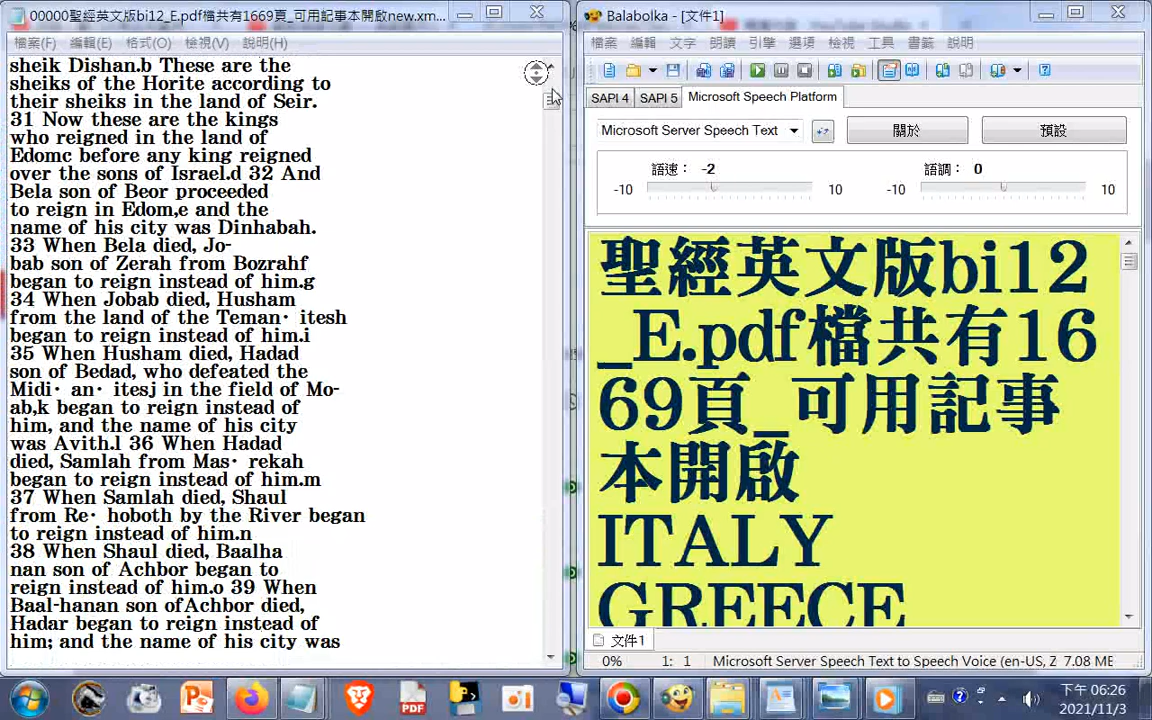 00000聖經英文版bi12_E.pdf檔共有1669頁_可用記事本開啟new.xm...
檔案(F) 編輯(E) 格式(O) 檢視(V) 說明(H)
sheik Dishan.b These are the
sheiks of the Horite according to
their sheiks in the land of Seir.
31 Now these are the kings
who reigned in the land of
Edomc before any king reigned
over the sons of Israel.d 32 And
Bela son of Beor proceeded
to reign in Edom,e and the
name of his city was Dinhabah.
33 When Bela died, Jo-
bab son of Zerah from Bozrahf
began to reign instead of him.g
34 When Jobab died, Husham
from the land of the Teman· itesh
began to reign instead of him.i
35 When Husham died, Hadad
son of Bedad, who defeated the
Midi· an· itesj in the field of Mo-
ab,k began to reign instead of
him, and the name of his city
was Avith.l 36 When Hadad
died, Samlah from Mas· rekah
began to reign instead of him.m
37 When Samlah died, Shaul
from Re· hoboth by the River began
to reign instead of him.n
38 When Shaul died, Baalha
nan son of Achbor began to
reign instead of him.o 39 When
Baal-hanan son ofAchbor died,
Hadar began to reign instead of
him; and the name of his city was
Balabolka - [文件1]
檔案 編輯 文字 朗讀 引擎 選項 檢視 工具 書籤 說明
SAPI 4 SAPI 5 Microsoft Speech Platform
Microsoft Server Speech Text 關於 預設
語速: -2 語調: 0
-10 10 -10 10
聖經英文版bi12
_E.pdf檔共有16
69頁_可用記事
本開啟
ITALY
GREECE
文件1
0% 1: 1 Microsoft Server Speech Text to Speech Voice (en-US, Z 7.08 ME
PDF
下午 06:26
2021/11/3